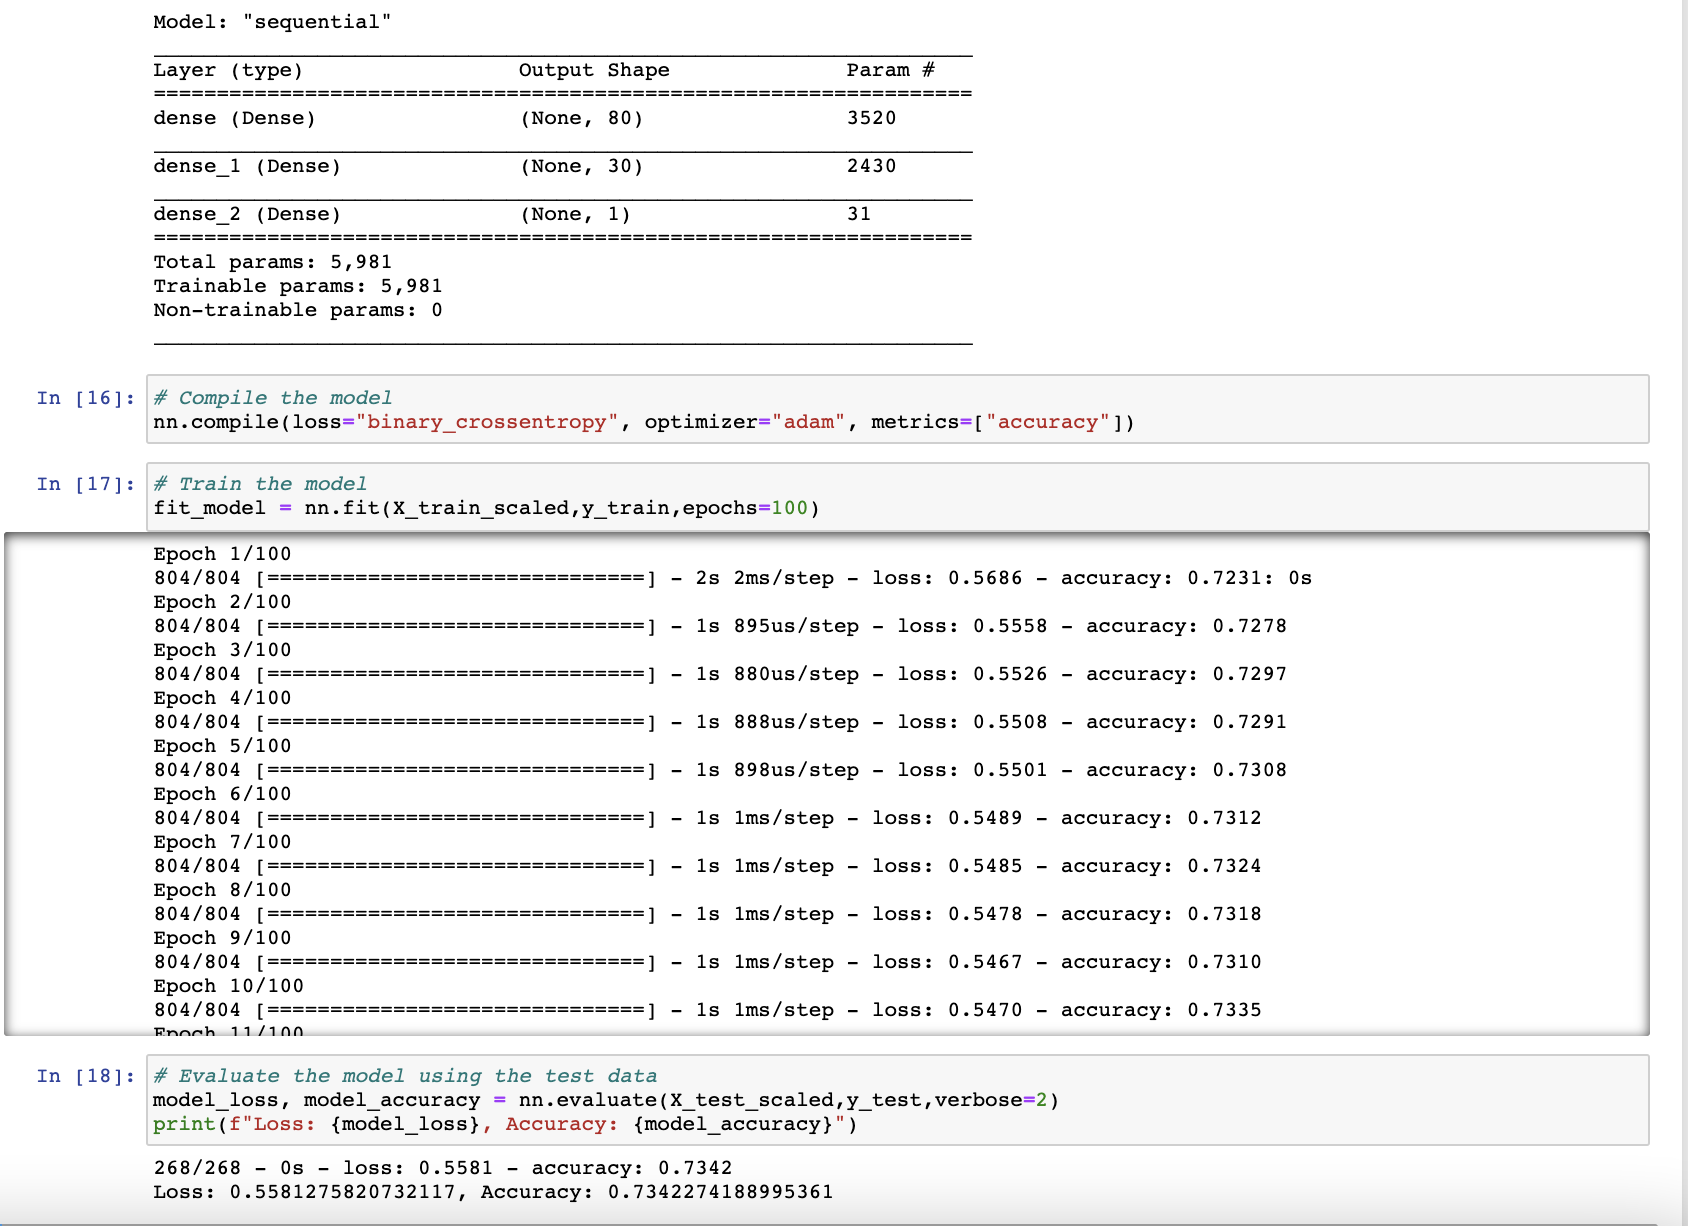 Model: "sequential"
Layer (type) Output Shape Param #
dense (Dense) (None, 80) 3520
dense_1 (Dense) (None, 30) 2430
dense_2 (Dense) (None, 1) 31
Total params: 5,981
Trainable params: 5,981
Non-trainable params: 0
In [16]: # Compile the model
nn.compile(loss="binary_crossentropy", optimizer="adam", metrics=["accuracy"])
In [17]: # Train the model
fit_model = nn.fit(X_train_scaled,y_train,epochs=100)
Epoch 1/100
804/804 [==============================] - 2s 2ms/step - loss: 0.5686 - accuracy: 0.7231: 0s
Epoch 2/100
804/804 [==============================] - 1s 895us/step - loss: 0.5558 - accuracy: 0.7278
Epoch 3/100
804/804 [==============================] - 1s 880us/step - loss: 0.5526 - accuracy: 0.7297
Epoch 4/100
804/804 [==============================] - 1s 888us/step - loss: 0.5508 - accuracy: 0.7291
Epoch 5/100
804/804 [==============================] - 1s 898us/step - loss: 0.5501 - accuracy: 0.7308
Epoch 6/100
804/804 [==============================] - 1s 1ms/step - loss: 0.5489 - accuracy: 0.7312
Epoch 7/100
804/804 [==============================] - 1s 1ms/step - loss: 0.5485 - accuracy: 0.7324
Epoch 8/100
804/804 [==============================] - 1s 1ms/step - loss: 0.5478 - accuracy: 0.7318
Epoch 9/100
804/804 [==============================] - 1s 1ms/step - loss: 0.5467 - accuracy: 0.7310
Epoch 10/100
804/804 [==============================] - 1s 1ms/step - loss: 0.5470 - accuracy: 0.7335
Epoch 11/100
In [18]: # Evaluate the model using the test data
model_loss, model_accuracy = nn.evaluate(X_test_scaled,y_test,verbose=2)
print(f"Loss: {model_loss}, Accuracy: {model_accuracy}")
268/268 - 0s - loss: 0.5581 - accuracy: 0.7342
Loss: 0.5581275820732117, Accuracy: 0.7342274188995361